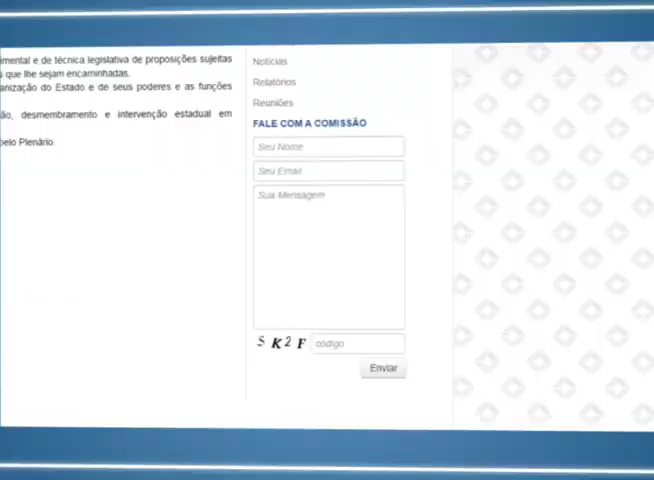 mental e de técnica legislativa de proposições sujeitas
que lhe sejam encaminhadas.
anização do Estado e de seus poderes e as funções
ão, desmembramento e intervenção estadual em
pelo Plenário
Notícias
Relatórios
Reuniões
FALE COM A COMISSÃO
Seu Nome
Seu Email
Sua Mensagem
5 K 2 F código
Enviar